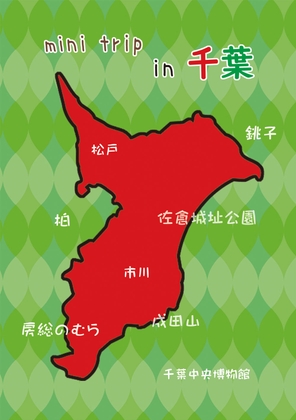 mini trip
in 千葉
銚子
松戸
柏
佐倉城址公園
市川
房総のむら
成田山
千葉中央博物館